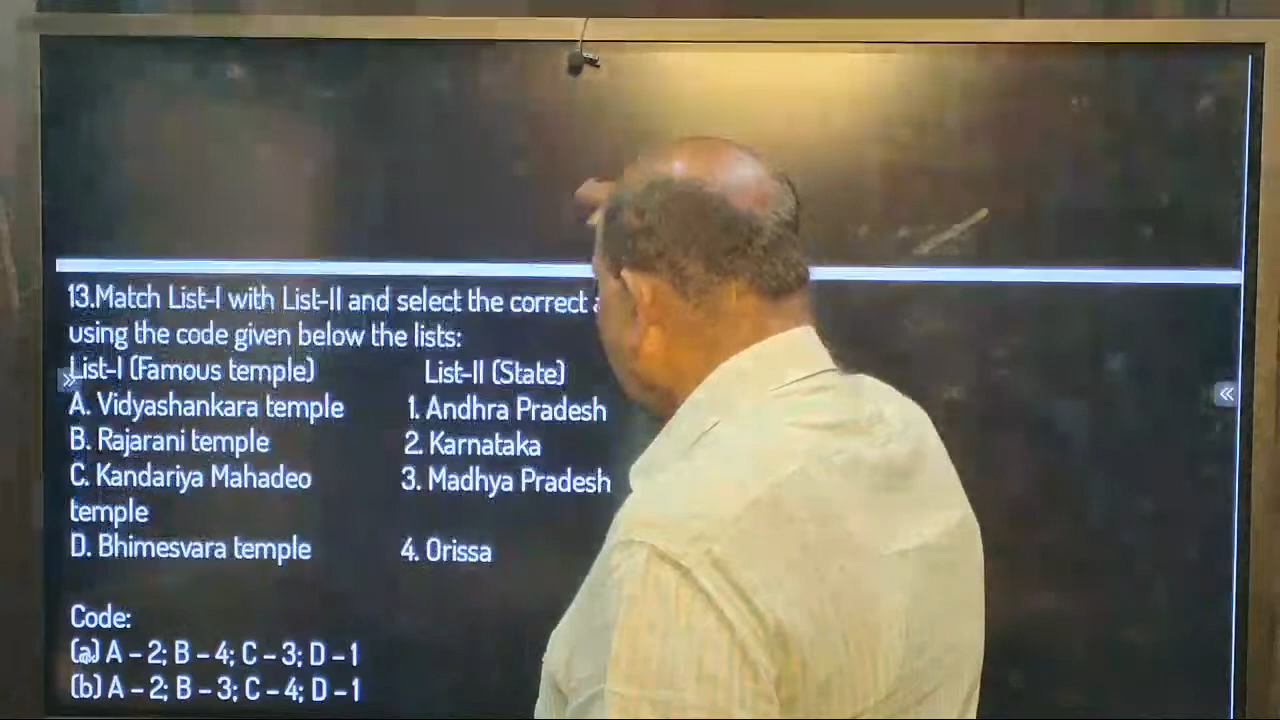 13.Match List-I with List-II and select the correct
using the code given below the lists:
List-I (Famous temple) List-II (State)
A. Vidyashankara temple 1. Andhra Pradesh
B. Rajarani temple 2. Karnataka
C. Kandariya Mahadeo 3. Madhya Pradesh
temple
D. Bhimesvara temple 4. Orissa
Code:
(a) A – 2; B – 4; C – 3; D – 1
(b) A – 2; B – 3; C – 4; D – 1